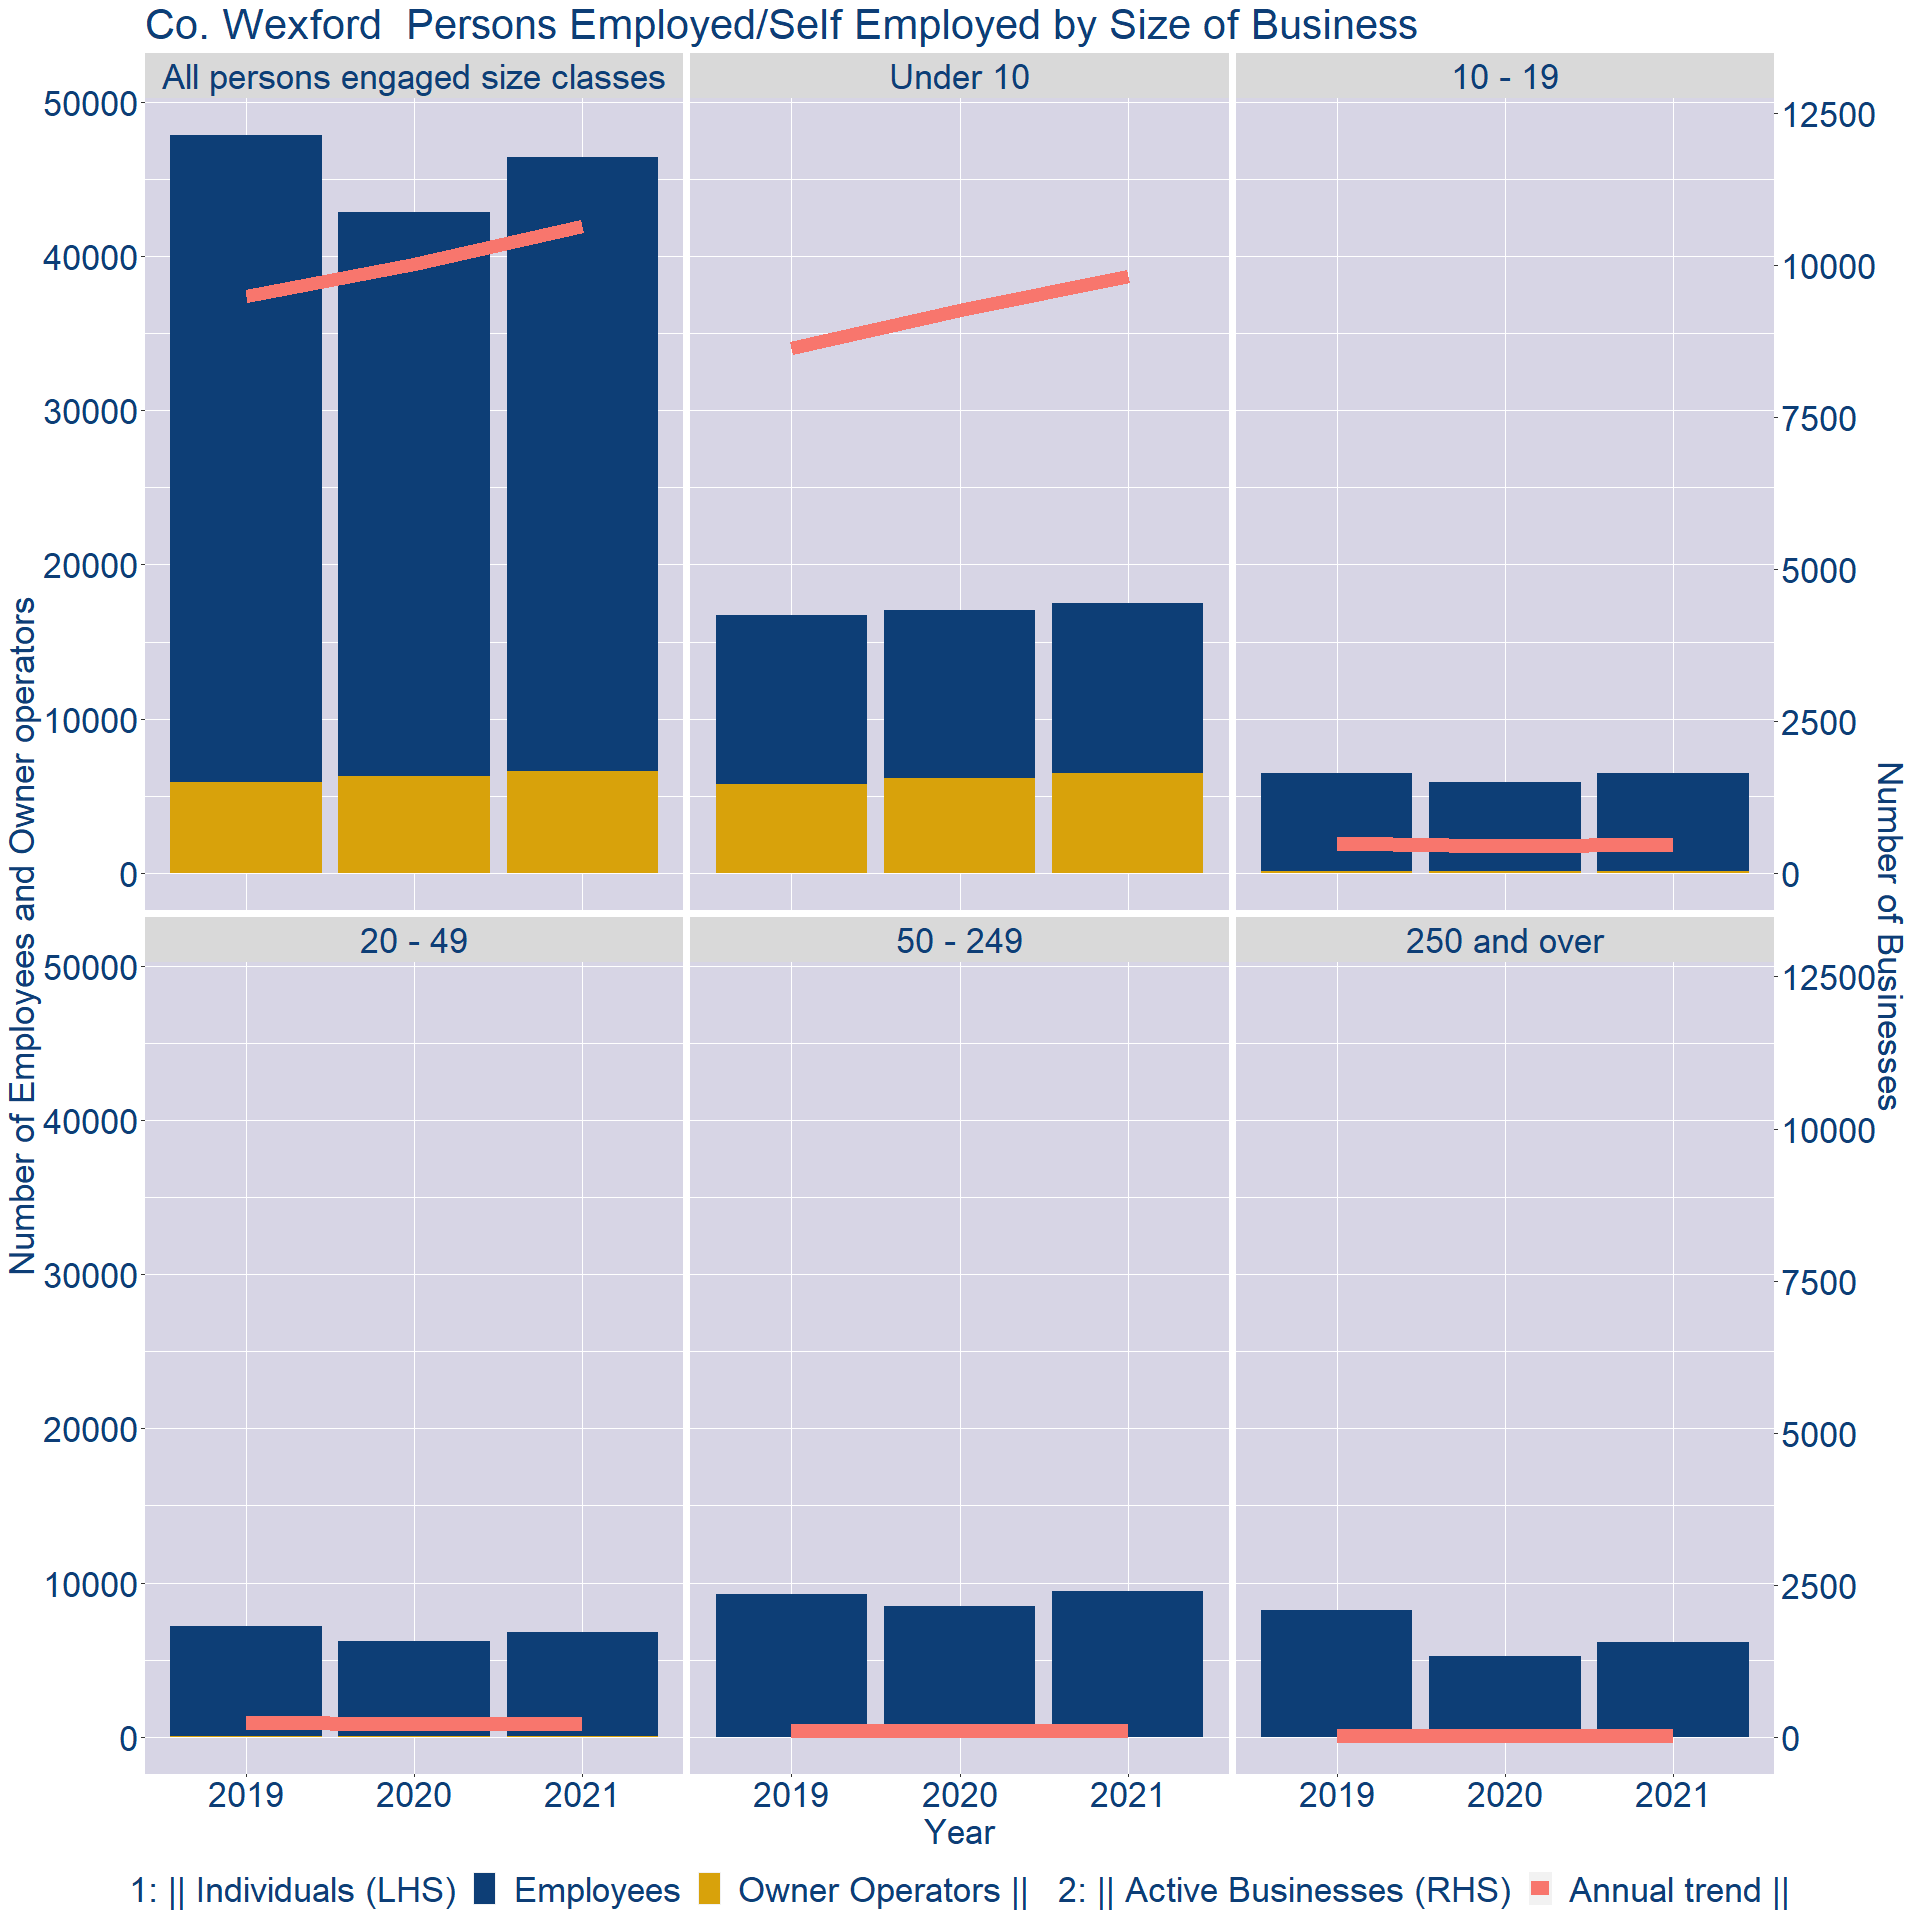 Co. Wexford  Persons Employed/Self Employed by Size of Business
All persons engaged size classes
Under 10
10 - 19
50000
40000
30000
20000
10000
0
12500
10000
7500
5000
2500
0
Number of Employees and Owner operators
Number of Businesses
20 - 49
50 - 249
250 and over
50000
40000
30000
20000
10000
0
12500
10000
7500
5000
2500
0
2019 2020 2021 2019 2020 2021 2019 2020 2021
Year
1: || Individuals (LHS) Employees Owner Operators || 2: || Active Businesses (RHS) Annual trend ||